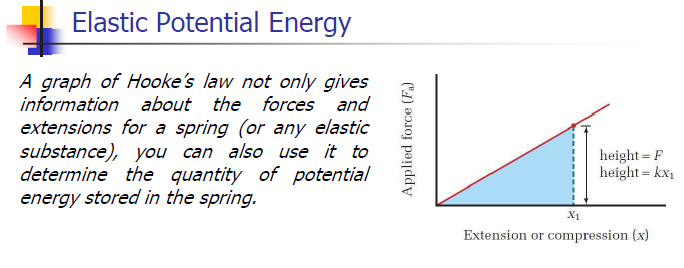 Elastic Potential Energy
A graph of Hooke's law not only gives
information about the forces and
extensions for a spring (or any elastic
substance), you can also use it to
determine the quantity of potential
energy stored in the spring.
Applied force (Fₐ)
height = F
height = kx₁
x₁
Extension or compression (x)